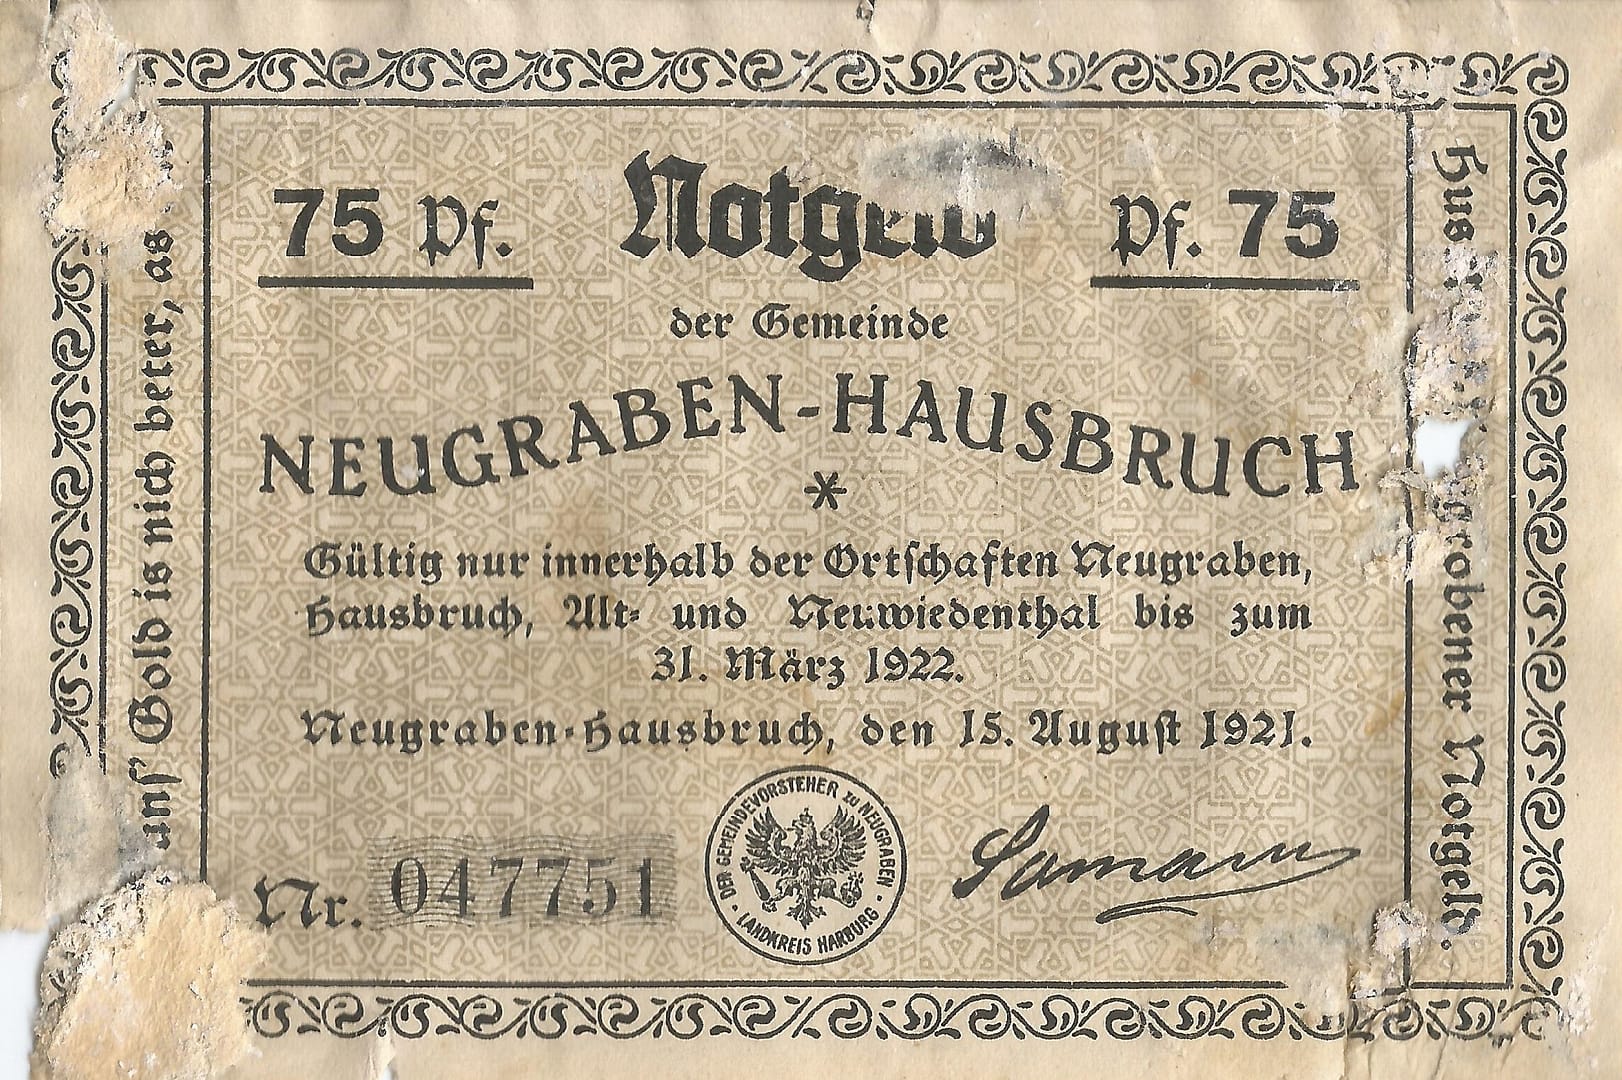 75 Pf.
Notgeld
Pf. 75
der Gemeinde
NEUGRABEN-HAUSBRUCH
*
Gültig nur innerhalb der Ortschaften Neugraben,
Hausbruch, Alt- und Neuwiedenthal bis zum
31. März 1922.
Neugraben-Hausbruch, den 15. August 1921.
Nr. 047751
DER GEMEINDEVORSTEHER zu NEUGRABEN
LANDKREIS HARBURG
Gold is nich beter, as
Hus
Notgeld.